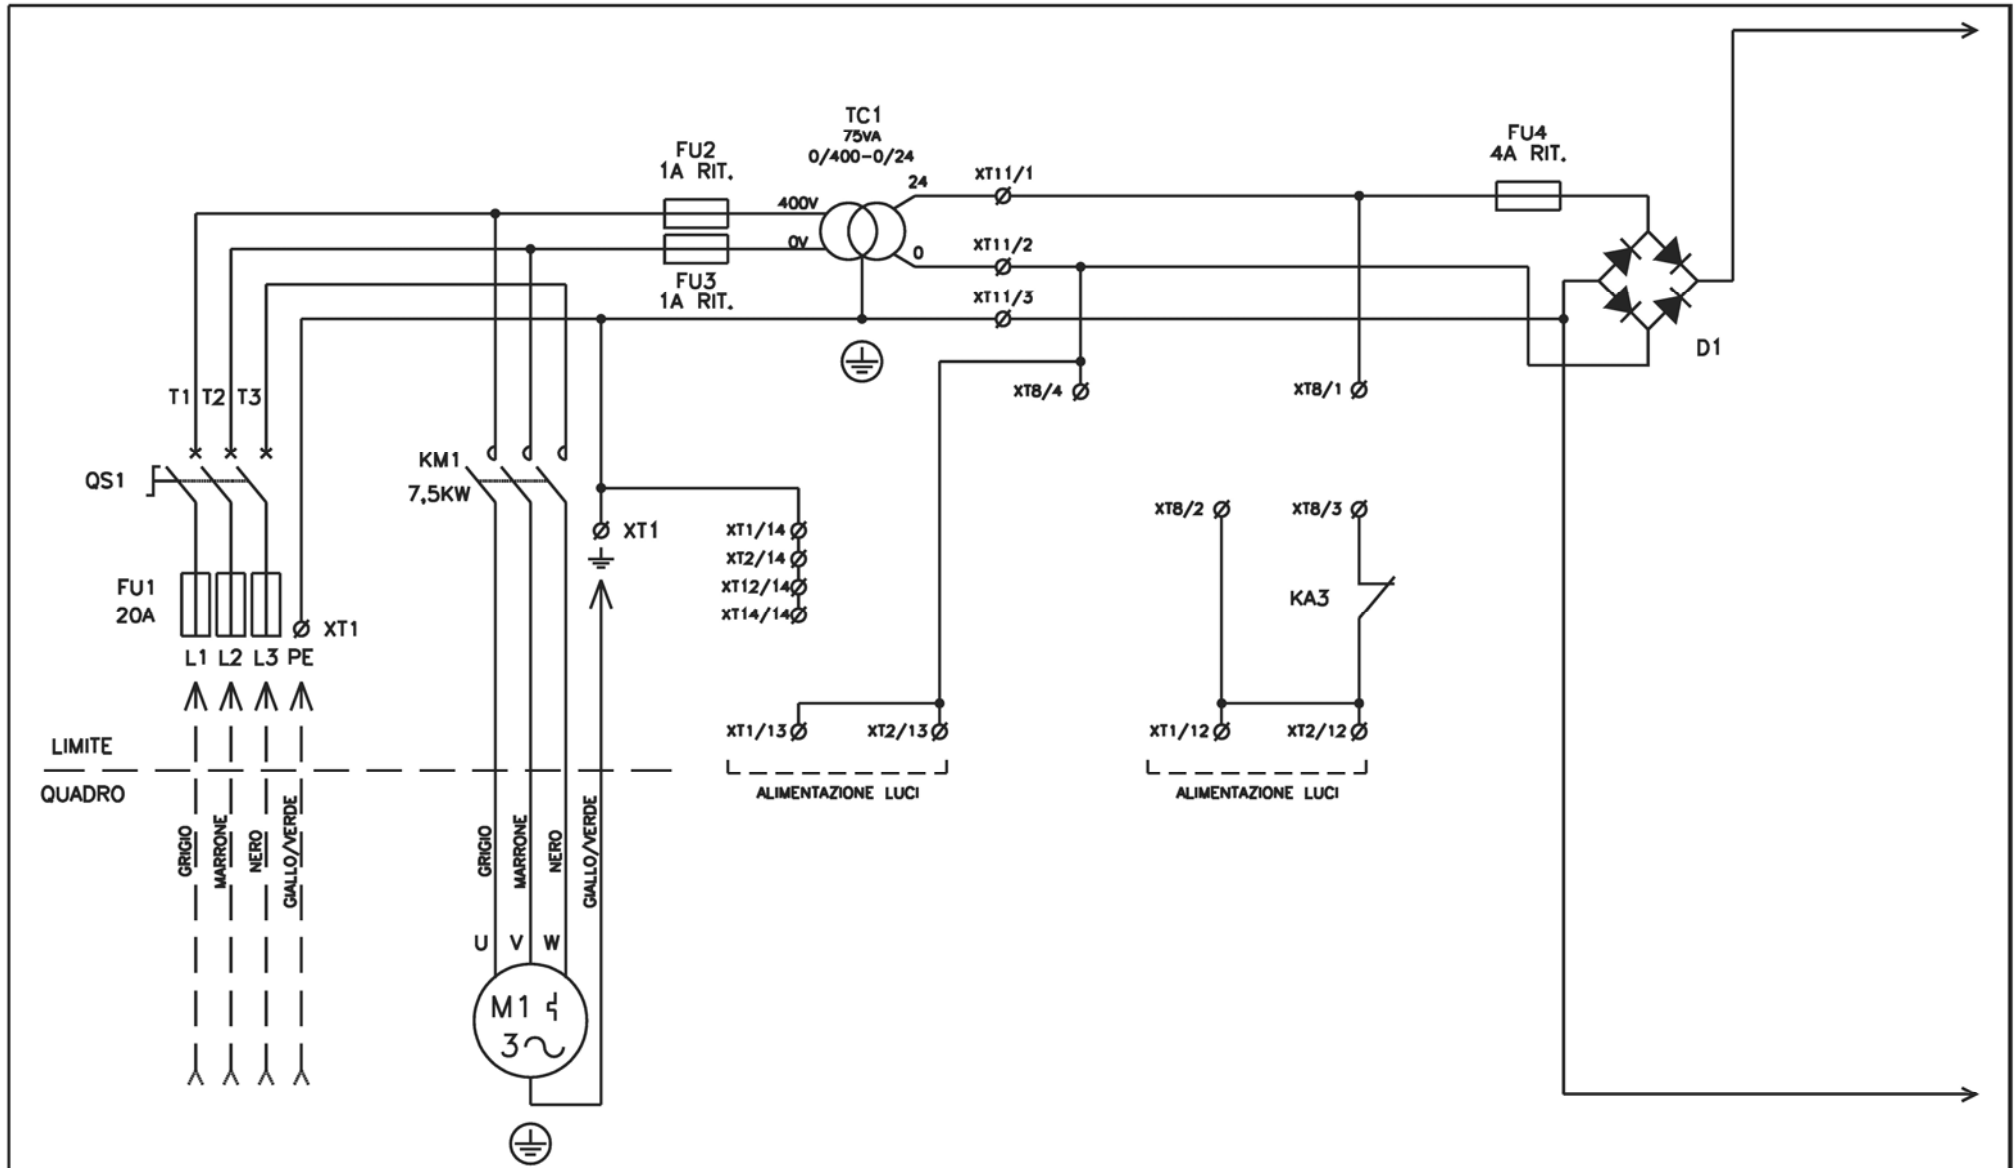 TC1
75VA
0/400-0/24
FU2
1A RIT.
FU4
4A RIT.
XT11/1
24
400V
0V
0
XT11/2
FU3
1A RIT.
XT11/3
D1
T1 T2 T3
XT8/4
XT8/1
QS1
KM1
7,5KW
XT1
XT1/14
XT2/14
XT12/14
XT14/14
XT8/2
XT8/3
FU1
20A
KA3
XT1
L1 L2 L3 PE
LIMITE
QUADRO
XT1/13
XT2/13
XT1/12
XT2/12
ALIMENTAZIONE LUCI
ALIMENTAZIONE LUCI
GRIGIO
MARRONE
NERO
GIALLO/VERDE
GRIGIO
MARRONE
NERO
GIALLO/VERDE
U V W
M1
3